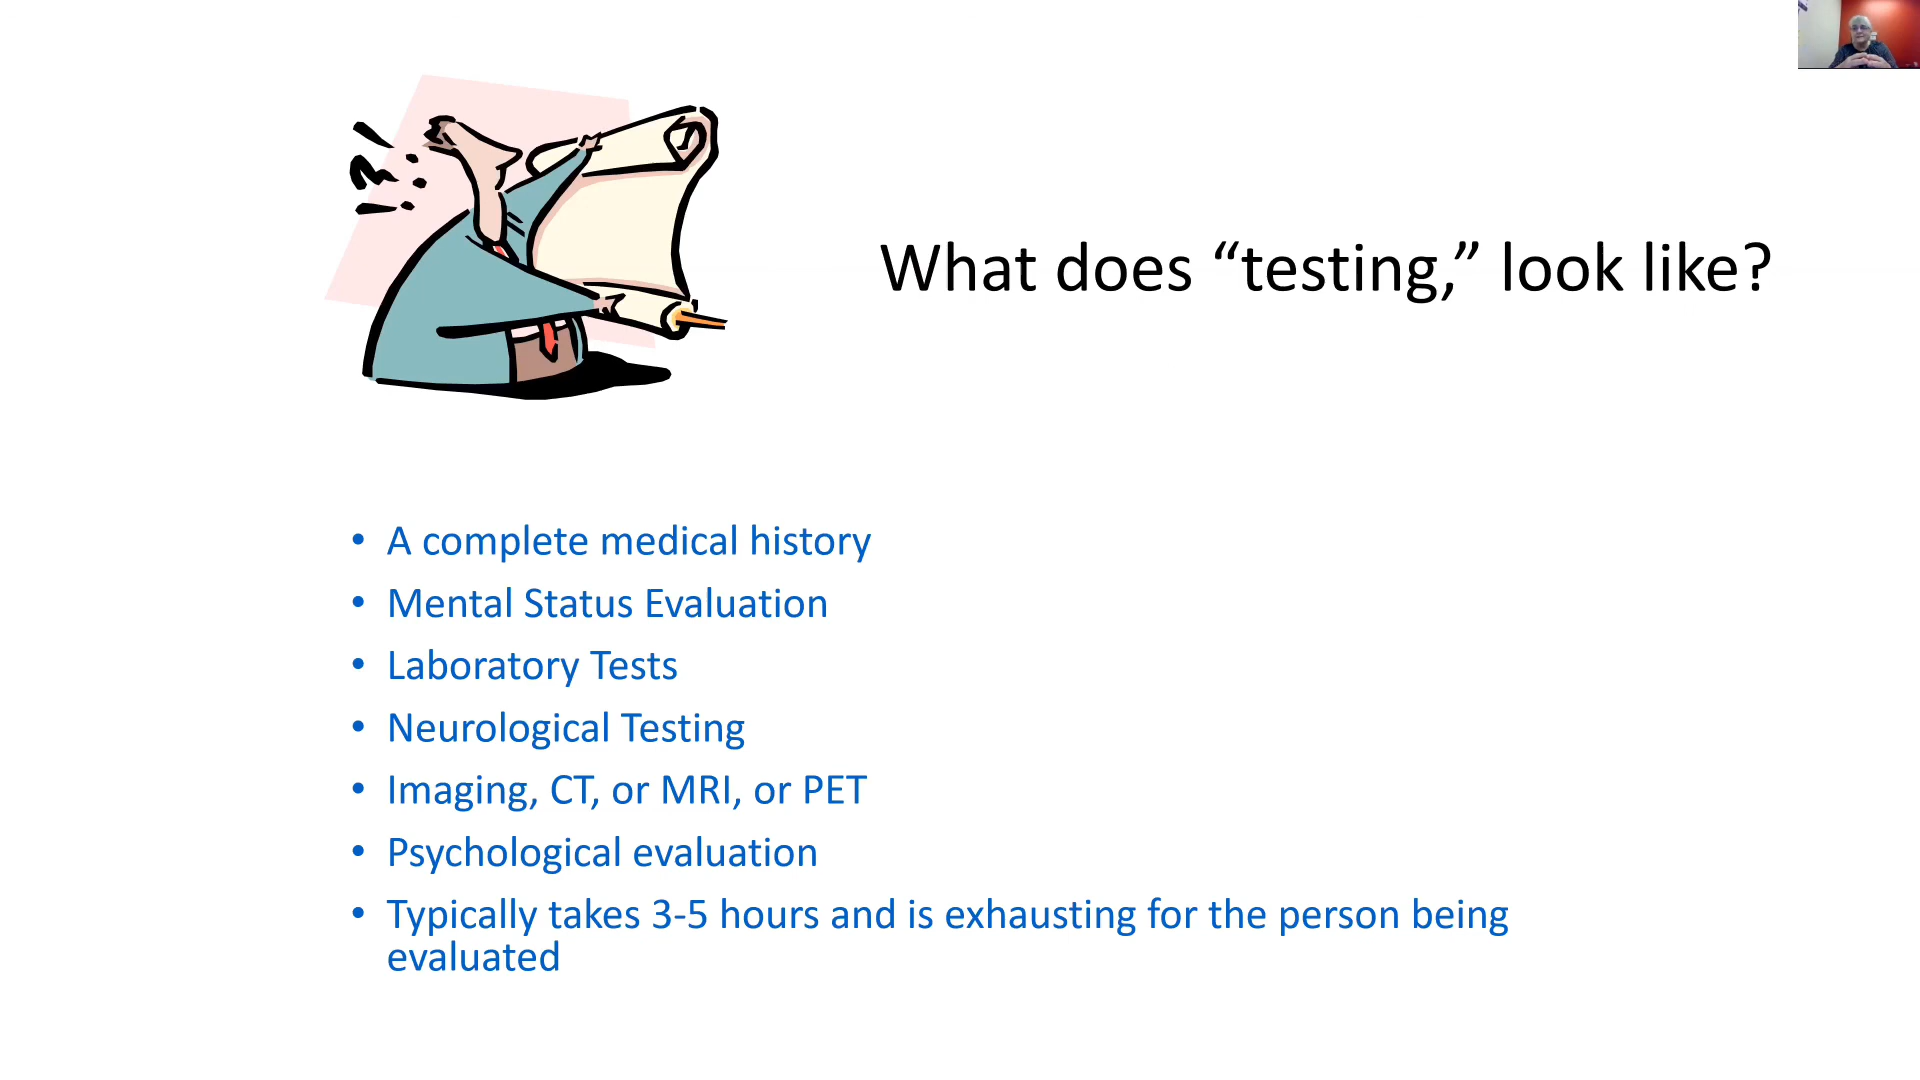 What does “testing,” look like?
• A complete medical history
• Mental Status Evaluation
• Laboratory Tests
• Neurological Testing
• Imaging, CT, or MRI, or PET
• Psychological evaluation
• Typically takes 3-5 hours and is exhausting for the person being
evaluated